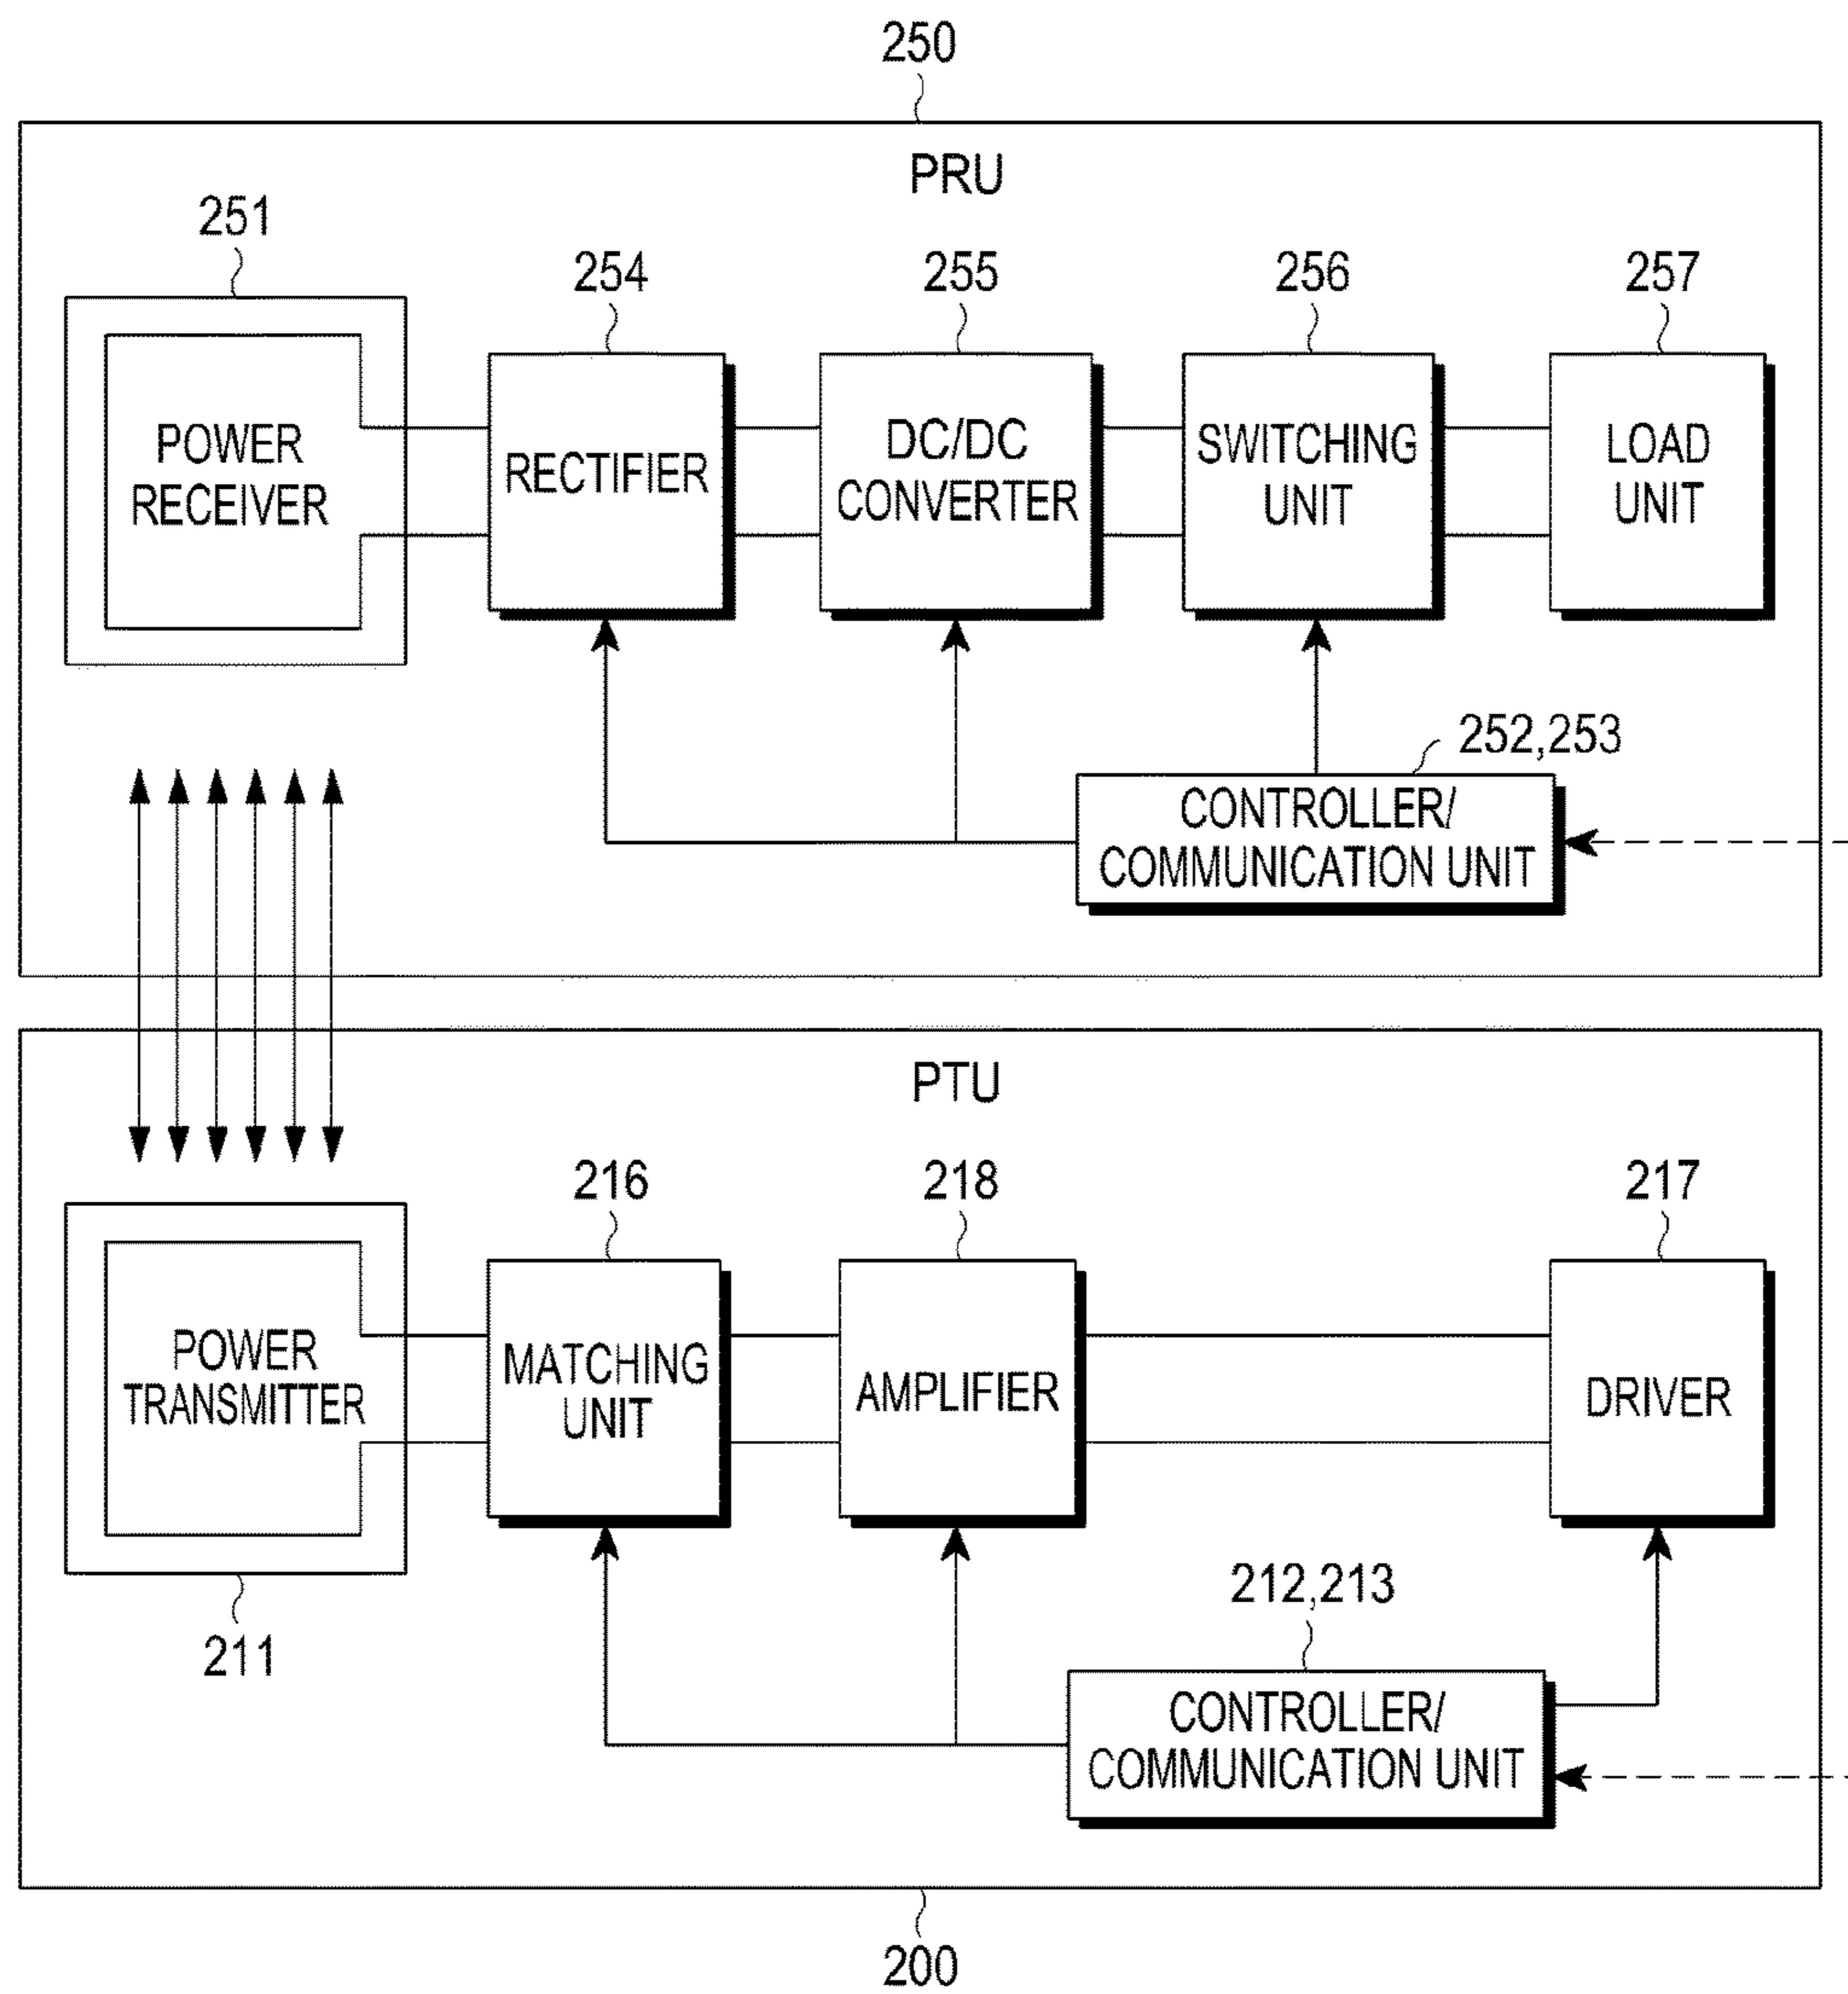 250
PRU
251
254
255
256
257
POWER
RECEIVER
RECTIFIER
DC/DC
CONVERTER
SWITCHING
UNIT
LOAD
UNIT
252,253
CONTROLLER/
COMMUNICATION UNIT
PTU
216
218
217
POWER
TRANSMITTER
MATCHING
UNIT
AMPLIFIER
DRIVER
211
212,213
CONTROLLER/
COMMUNICATION UNIT
200